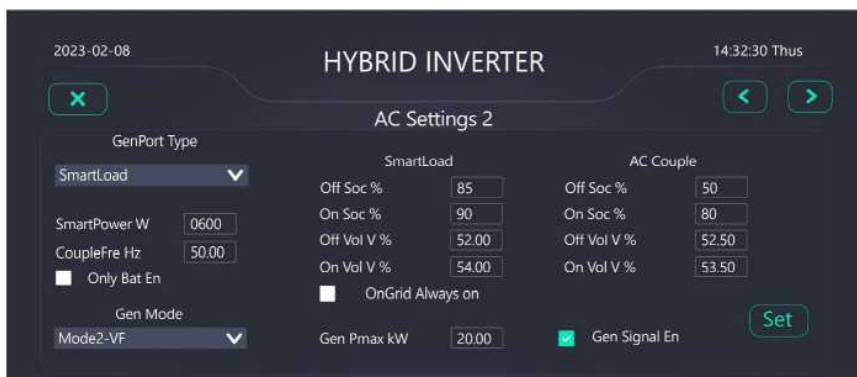 2023-02-08
HYBRID INVERTER
14:32:30 Thus
AC Settings 2
GenPort Type
SmartLoad
SmartPower W 0600
CoupleFre Hz 50.00
Only Bat En
Gen Mode
Mode2-VF
SmartLoad
Off Soc % 85
On Soc % 90
Off Vol V % 52.00
On Vol V % 54.00
OnGrid Always on
Gen Pmax kW 20.00
AC Couple
Off Soc % 50
On Soc % 80
Off Vol V % 52.50
On Vol V % 53.50
Gen Signal En
Set